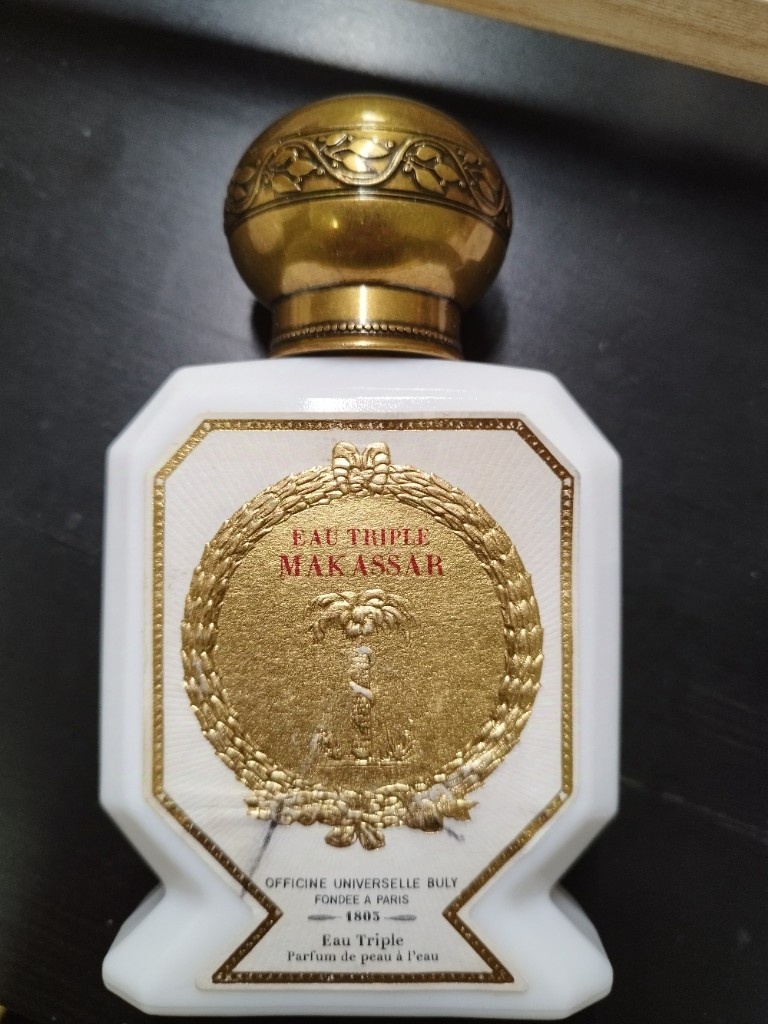 EAU TRIPLE
MAKASSAR
OFFICINE UNIVERSELLE BULY
FONDEE A PARIS
1803
Eau Triple
Parfum de peau à l'eau